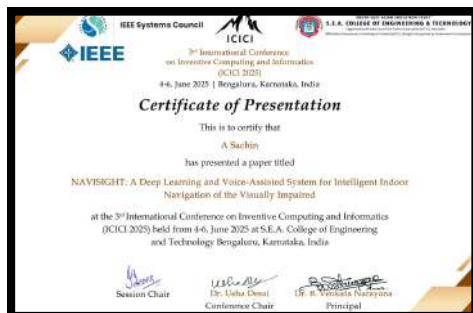 IEEE Systems Council
ICICI
S.E.A. COLLEGE OF ENGINEERING & TECHNOLOGY
IEEE
3rd International Conference
on Inventive Computing and Informatics
(ICICI 2025)
4-6, June 2025 | Bengaluru, Karnataka, India
Certificate of Presentation
This is to certify that
A Sachin
has presented a paper titled
NAVISIGHT: A Deep Learning and Voice-Assisted System for Intelligent Indoor
Navigation of the Visually Impaired
at the 3rd International Conference on Inventive Computing and Informatics
(ICICI 2025) held from 4-6, June 2025 at S.E.A. College of Engineering
and Technology Bengaluru, Karnataka, India
Session Chair
Dr. Usha Desai
Conference Chair
Dr. B. Venkata Narayana
Principal